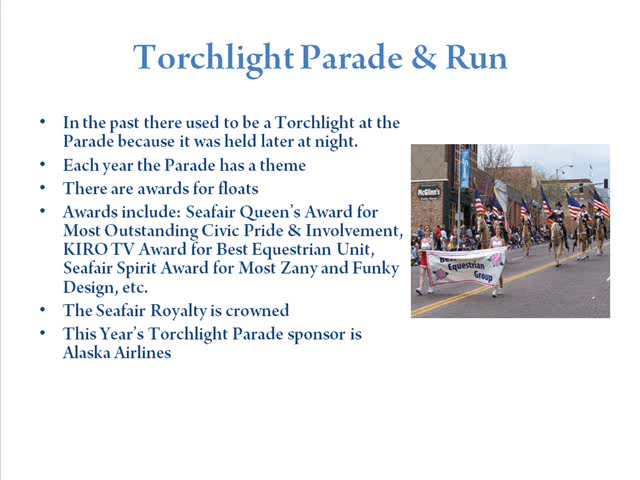 Torchlight Parade & Run
• In the past there used to be a Torchlight at the
Parade because it was held later at night.
• Each year the Parade has a theme
• There are awards for floats
• Awards include: Seafair Queen's Award for
Most Outstanding Civic Pride & Involvement,
KIRO TV Award for Best Equestrian Unit,
Seafair Spirit Award for Most Zany and Funky
Design, etc.
• The Seafair Royalty is crowned
• This Year's Torchlight Parade sponsor is
Alaska Airlines
McGlinn's
Equestrian
Group